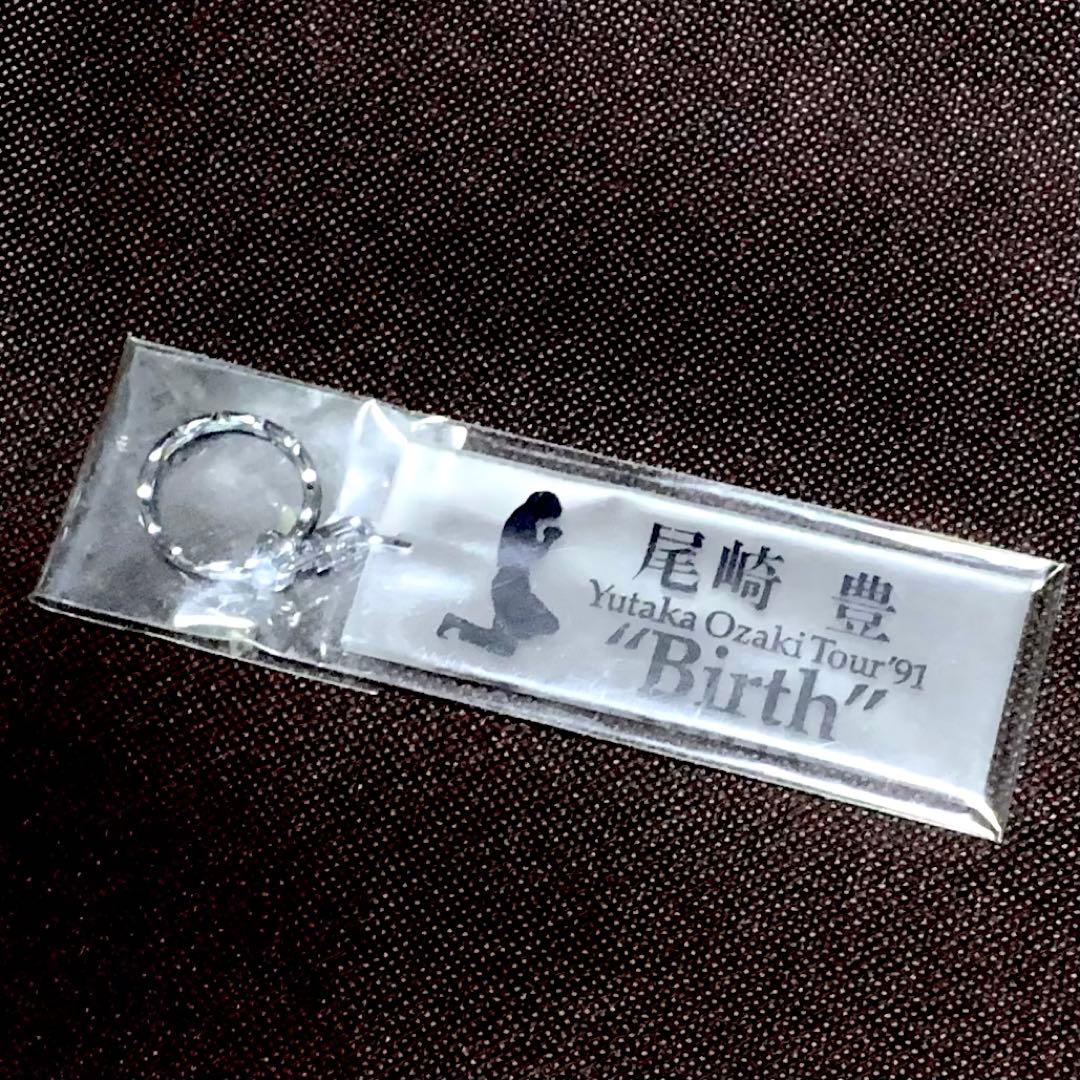 尾崎 豊
Yutaka Ozaki Tour'91
“Birth”